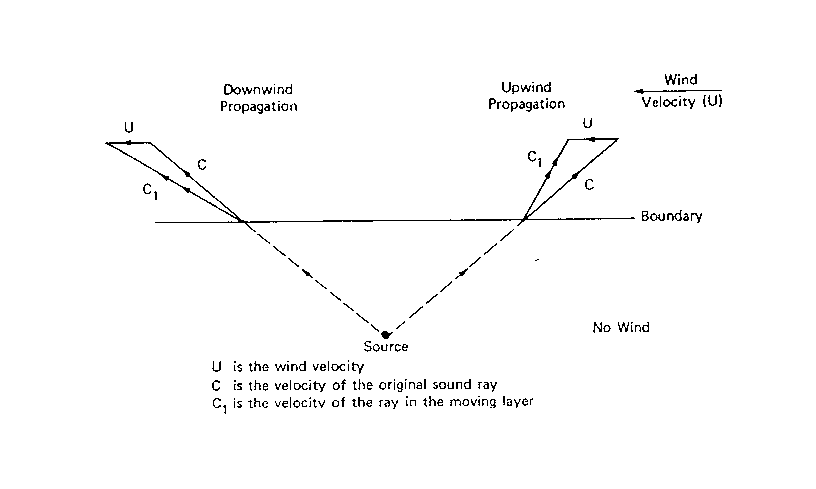 Downwind
Propagation
Upwind
Propagation
Wind
Velocity (U)
U
C
C1
U
C1
C
Boundary
No Wind
Source
U is the wind velocity
C is the velocity of the original sound ray
C1 is the velocity of the ray in the moving layer